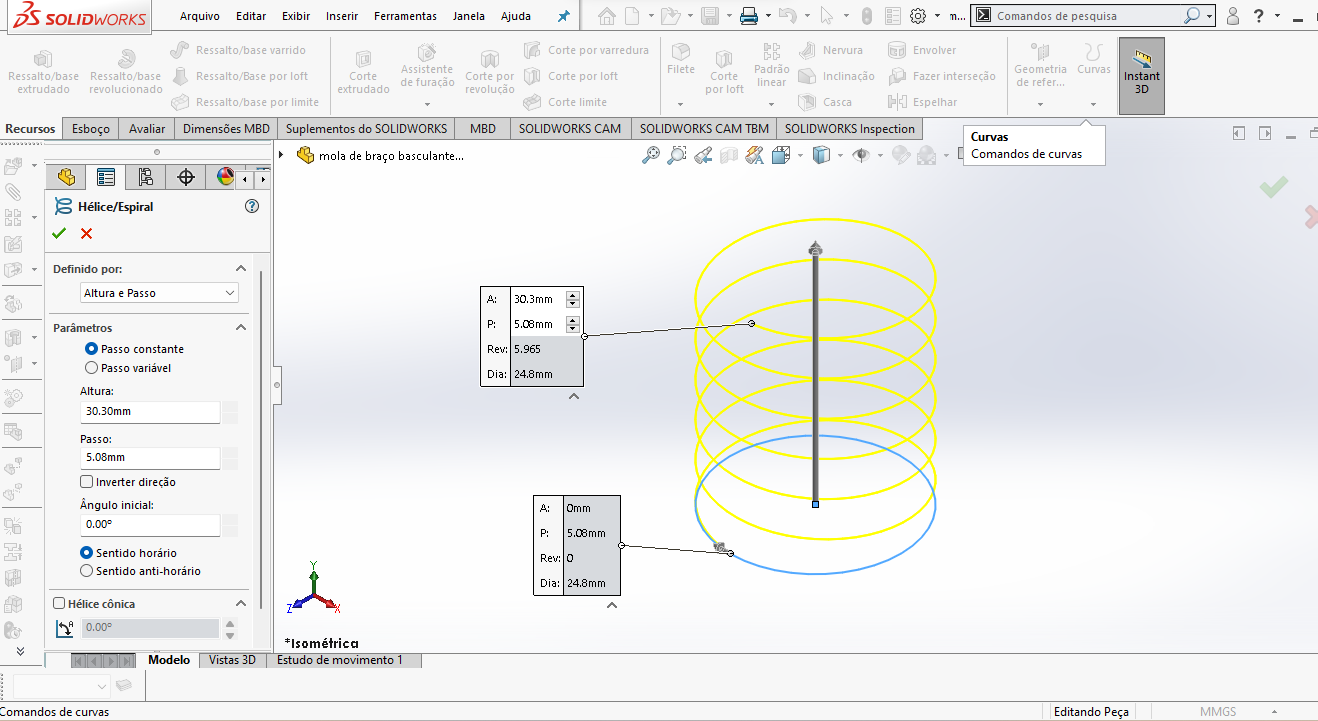 SOLIDWORKS
Arquivo Editar Exibir Inserir Ferramentas Janela Ajuda
m...
Comandos de pesquisa
?
Ressalto/base
extrudado
Ressalto/base
revolucionado
Ressalto/base varrido
Ressalto/Base por loft
Ressalto/base por limite
Corte
extrudado
Assistente
de furação
Corte por
revolução
Corte por varredura
Corte por loft
Corte limite
Filete
Corte
por loft
Padrão
linear
Nervura
Inclinação
Casca
Envolver
Fazer interseção
Espelhar
Geometria
de refer...
Curvas
Instant
3D
Recursos Esboço Avaliar Dimensões MBD Suplementos do SOLIDWORKS MBD SOLIDWORKS CAM SOLIDWORKS CAM TBM SOLIDWORKS Inspection
Curvas
Comandos de curvas
mola de braço basculante...
Hélice/Espiral
?
Definido por:
Altura e Passo
Parâmetros
Passo constante
Passo variável
Altura:
30.30mm
Passo:
5.08mm
Inverter direção
Ângulo inicial:
0.00º
Sentido horário
Sentido anti-horário
Hélice cônica
0.00º
A: 30.3mm
P: 5.08mm
Rev: 5.965
Dia: 24.8mm
A: 0mm
P: 5.08mm
Rev: 0
Dia: 24.8mm
Y
Z
X
*Isométrica
Modelo Vistas 3D Estudo de movimento 1
Comandos de curvas
Editando Peça
MMGS